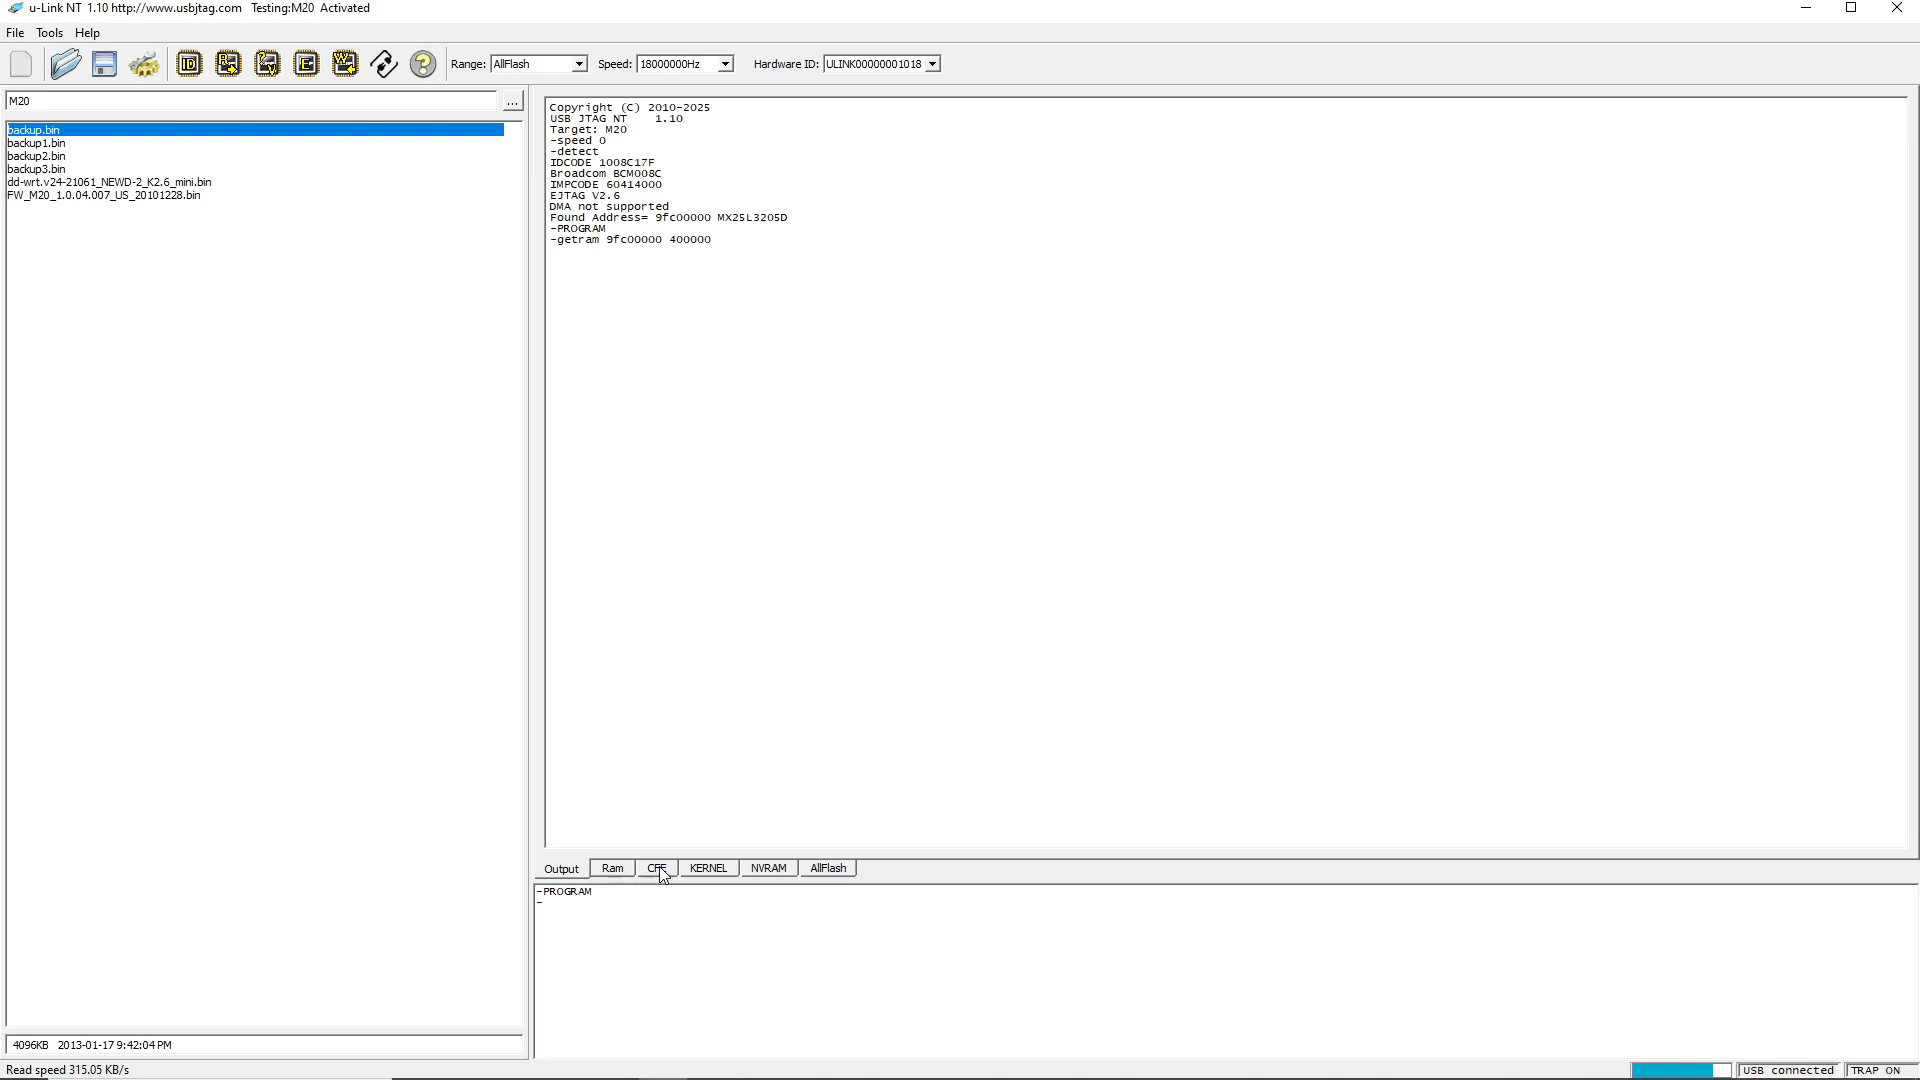 u-Link NT 1.10 http://www.usbjtag.com Testing:M20 Activated
File Tools Help
ID R ?V E W Range: AllFlash Speed: 18000000Hz Hardware ID: ULINK00000001018
M20 ...
backup.bin
backup1.bin
backup2.bin
backup3.bin
dd-wrt.v24-21061_NEWD-2_K2.6_mini.bin
FW_M20_1.0.04.007_US_20101228.bin
Copyright (C) 2010-2025
USB JTAG NT 1.10
Target: M20
-speed 0
-detect
IDCODE 1008C17F
Broadcom BCM008C
IMPCODE 60414000
EJTAG V2.6
DMA not supported
Found Address= 9fc00000 MX25L3205D
-PROGRAM
-getram 9fc00000 400000
Output Ram CFE KERNEL NVRAM AllFlash
-PROGRAM
-
4096KB 2013-01-17 9:42:04 PM
Read speed 315.05 KB/s USB connected TRAP ON